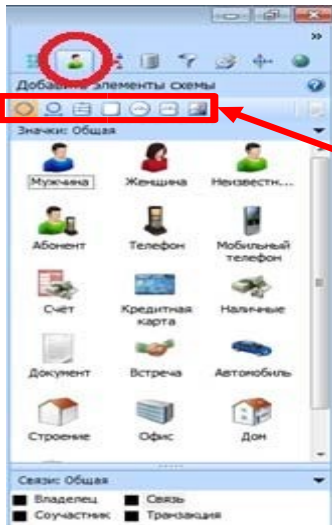 Добавить элементы схемы
Значки: Общая
Мужчина Женщина Неизвестн...
Абонент Телефон Мобильный телефон
Счет Кредитная карта Наличные
Документ Встреча Автомобиль
Строение Офис Дом
Связи: Общая
Владелец Связь
Соучастник Транзакция